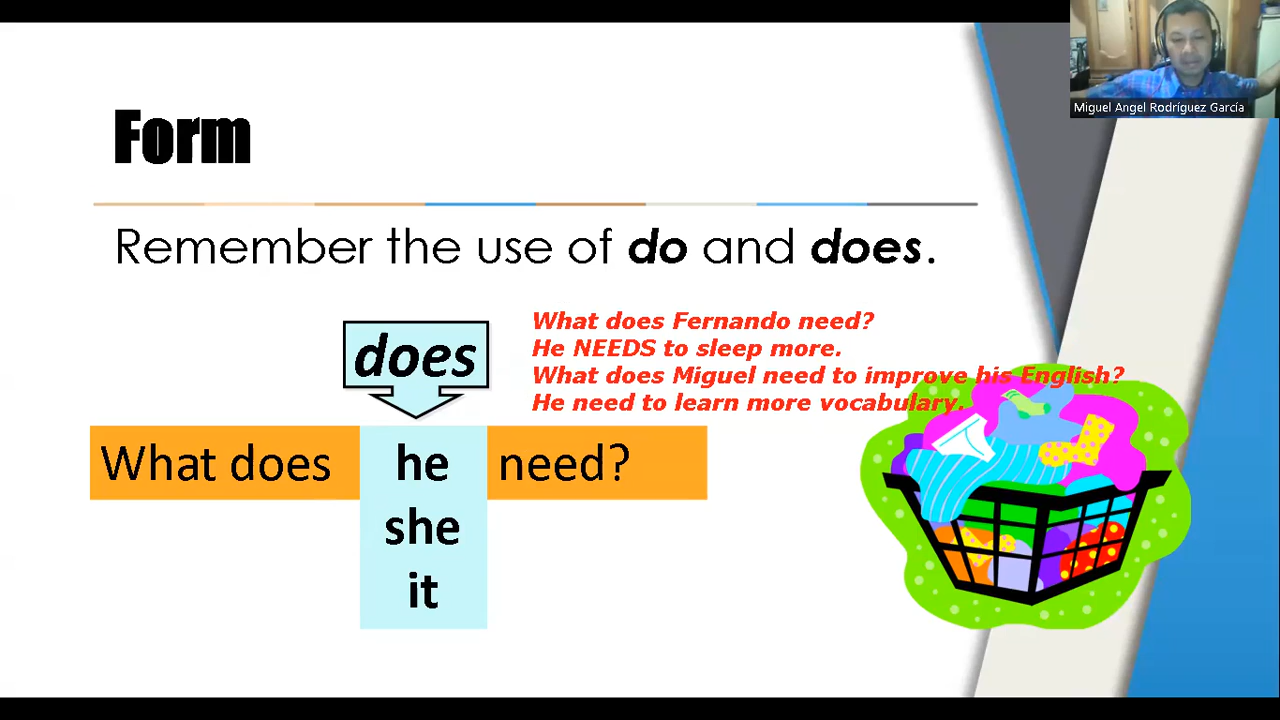 Miguel Angel Rodríguez García
Form
Remember the use of do and does.
does
What does Fernando need?
He NEEDS to sleep more.
What does Miguel need to improve his English?
He need to learn more vocabulary.
What does he need?
she
it